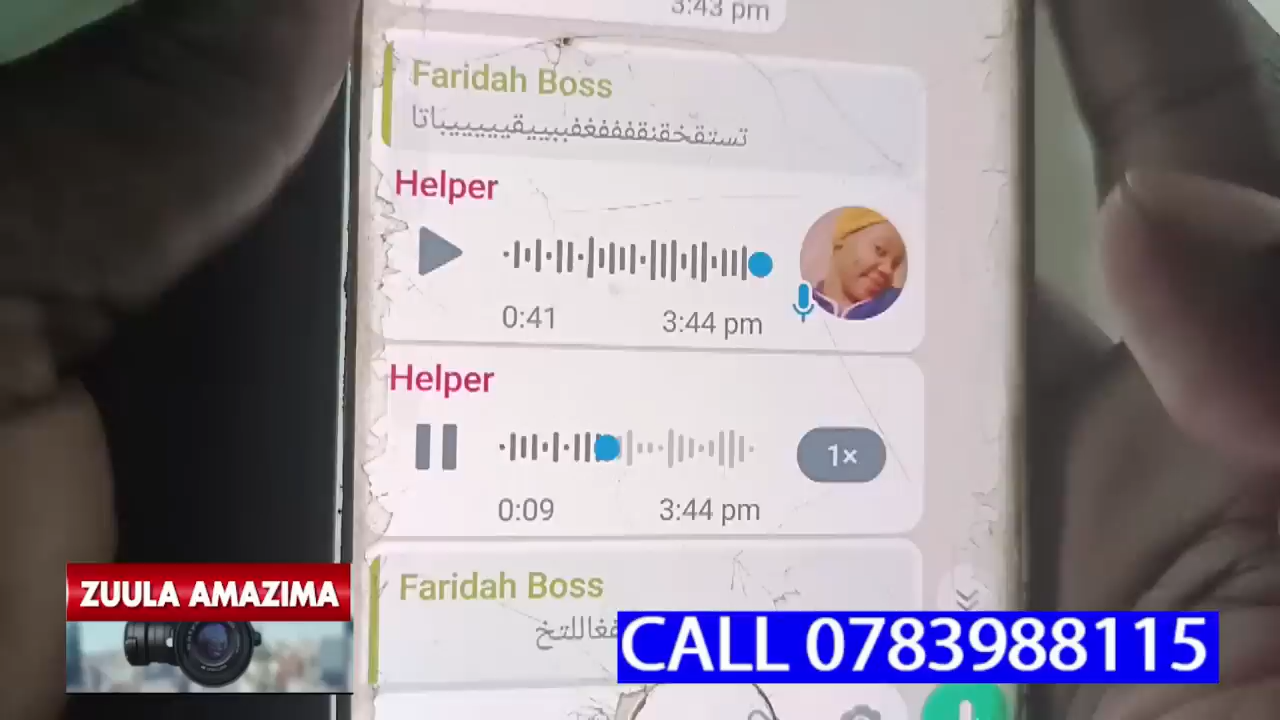 3:43 pm
Faridah Boss
Helper
0:41
3:44 pm
Helper
1×
0:09
3:44 pm
Faridah Boss
ZUULA AMAZIMA
CALL 0783988115